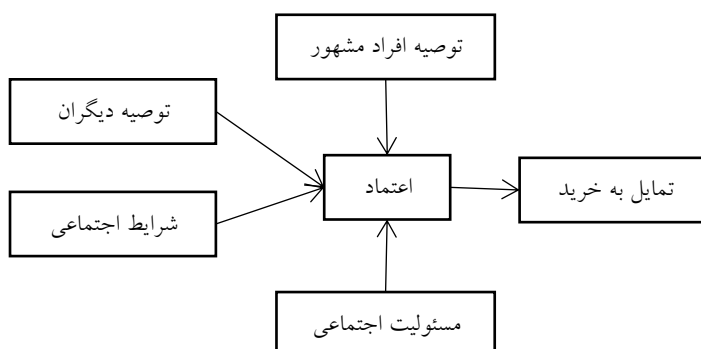 توصیه افراد مشهور
توصیه دیگران
اعتماد
تمایل به خرید
شرایط اجتماعی
مسئولیت اجتماعی